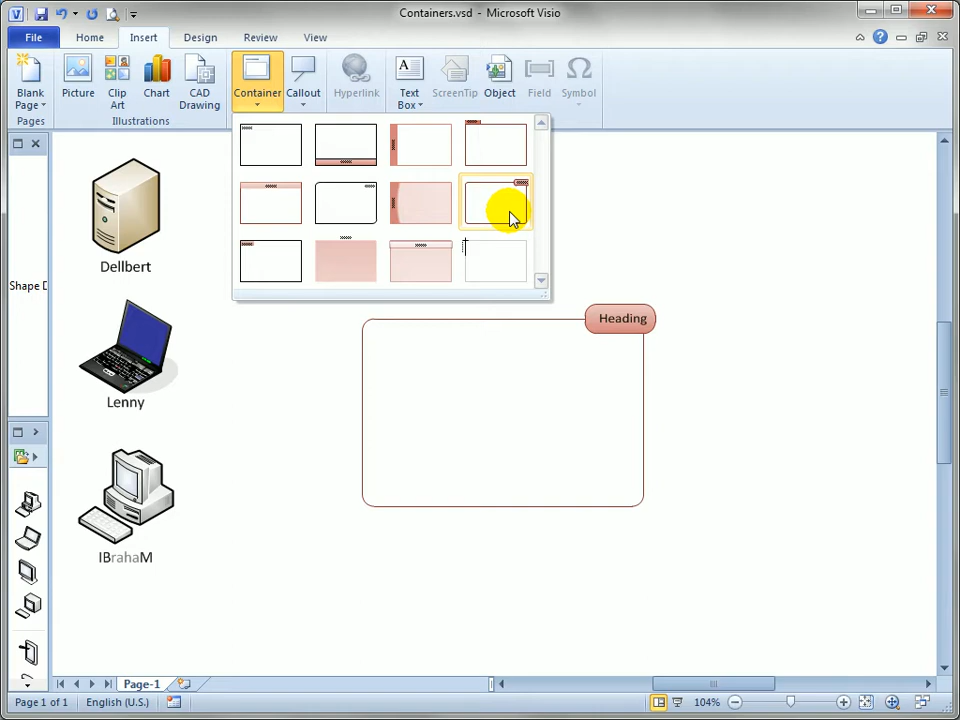 Containers.vsd - Microsoft Visio
File Home Insert Design Review View
Blank Page Picture Clip Art Chart CAD Drawing Container Callout Hyperlink Text Box ScreenTip Object Field Symbol
Pages Illustrations
Dellbert
Shape D
Heading
Lenny
IBrahaM
Page-1
Page 1 of 1 English (U.S.) 104%